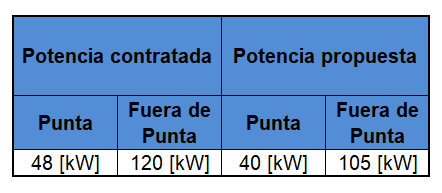 Potencia contratada Potencia propuesta
Punta Fuera de Punta Punta Fuera de Punta
48 [kW] 120 [kW] 40 [kW] 105 [kW]